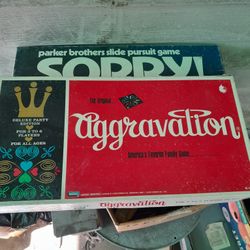 parker brothers slide pursuit game
SORRY!
The Original
aggravation
America's Favorite Family Game
DELUXE PARTY
EDITION
FOR 2 to 6
PLAYERS
FOR ALL AGES
aggravation